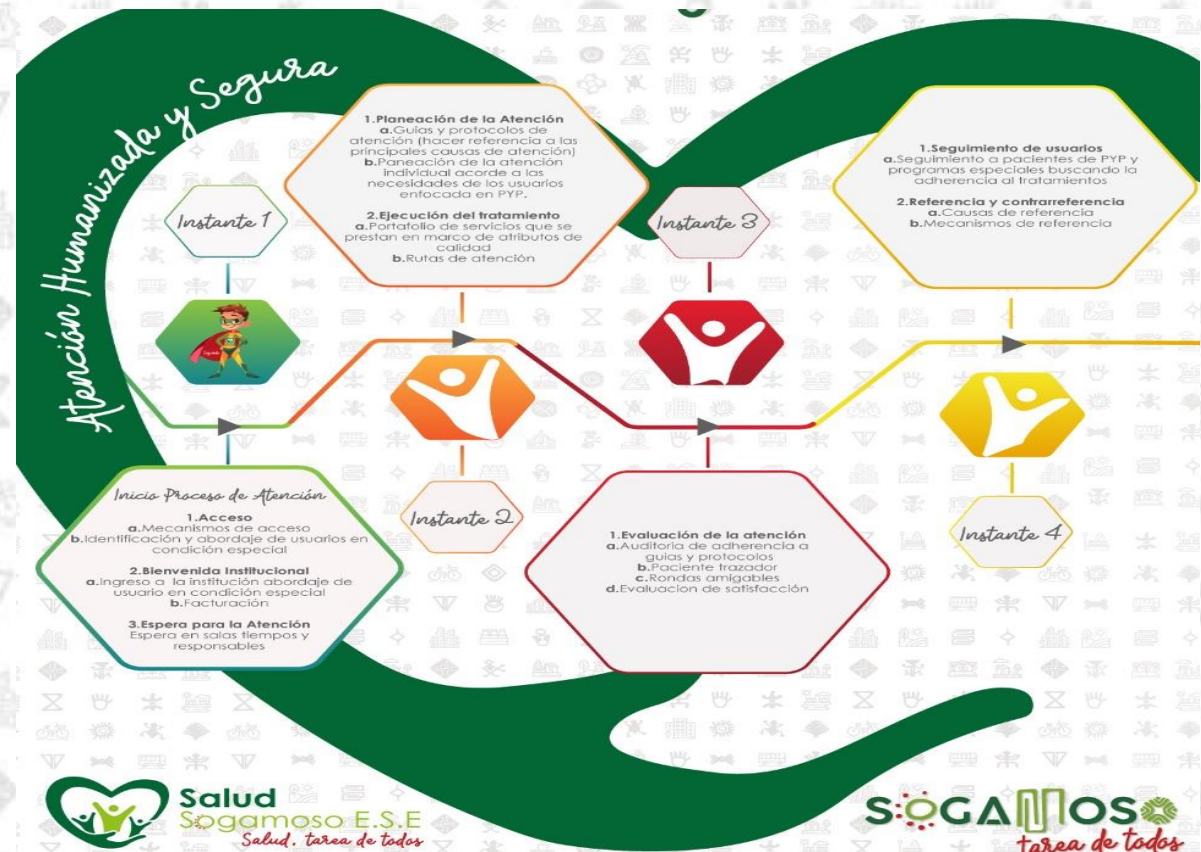 Atención Humanizada y Segura
Instante 1
Inicio Proceso de Atención
1.Acceso
a.Mecanismos de acceso
b.Identificación y abordaje de usuarios en
condición especial
2.Bienvenida Institucional
a.Ingreso a la institución abordaje de
usuario en condición especial
b.Facturación
3.Espera para la Atención
Espera en salas tiempos y
responsables
1.Planeación de la Atención
a.Guias y protocolos de
atención (hacer referencia a las
principales causas de atención)
b.Paneación de la atención
individual acorde a las
necesidades de los usuarios
enfocada en PYP.
2.Ejecución del tratamiento
a.Portafolio de servicios que se
prestan en marco de atributos de
calidad
b.Rutas de atención
Instante 2
Instante 3
1.Evaluación de la atención
a.Auditoria de adherencia a
guias y protocolos
b.Paciente trazador
c.Rondas amigables
d.Evaluacion de satisfacción
1.Seguimiento de usuarios
a.Seguimiento a pacientes de PYP y
programas especiales buscando la
adherencia al tratamientos
2.Referencia y contrarreferencia
a.Causas de referencia
b.Mecanismos de referencia
Instante 4
Salud
Sogamoso E.S.E
Salud, tarea de todos
SOGAMOSO
tarea de todos